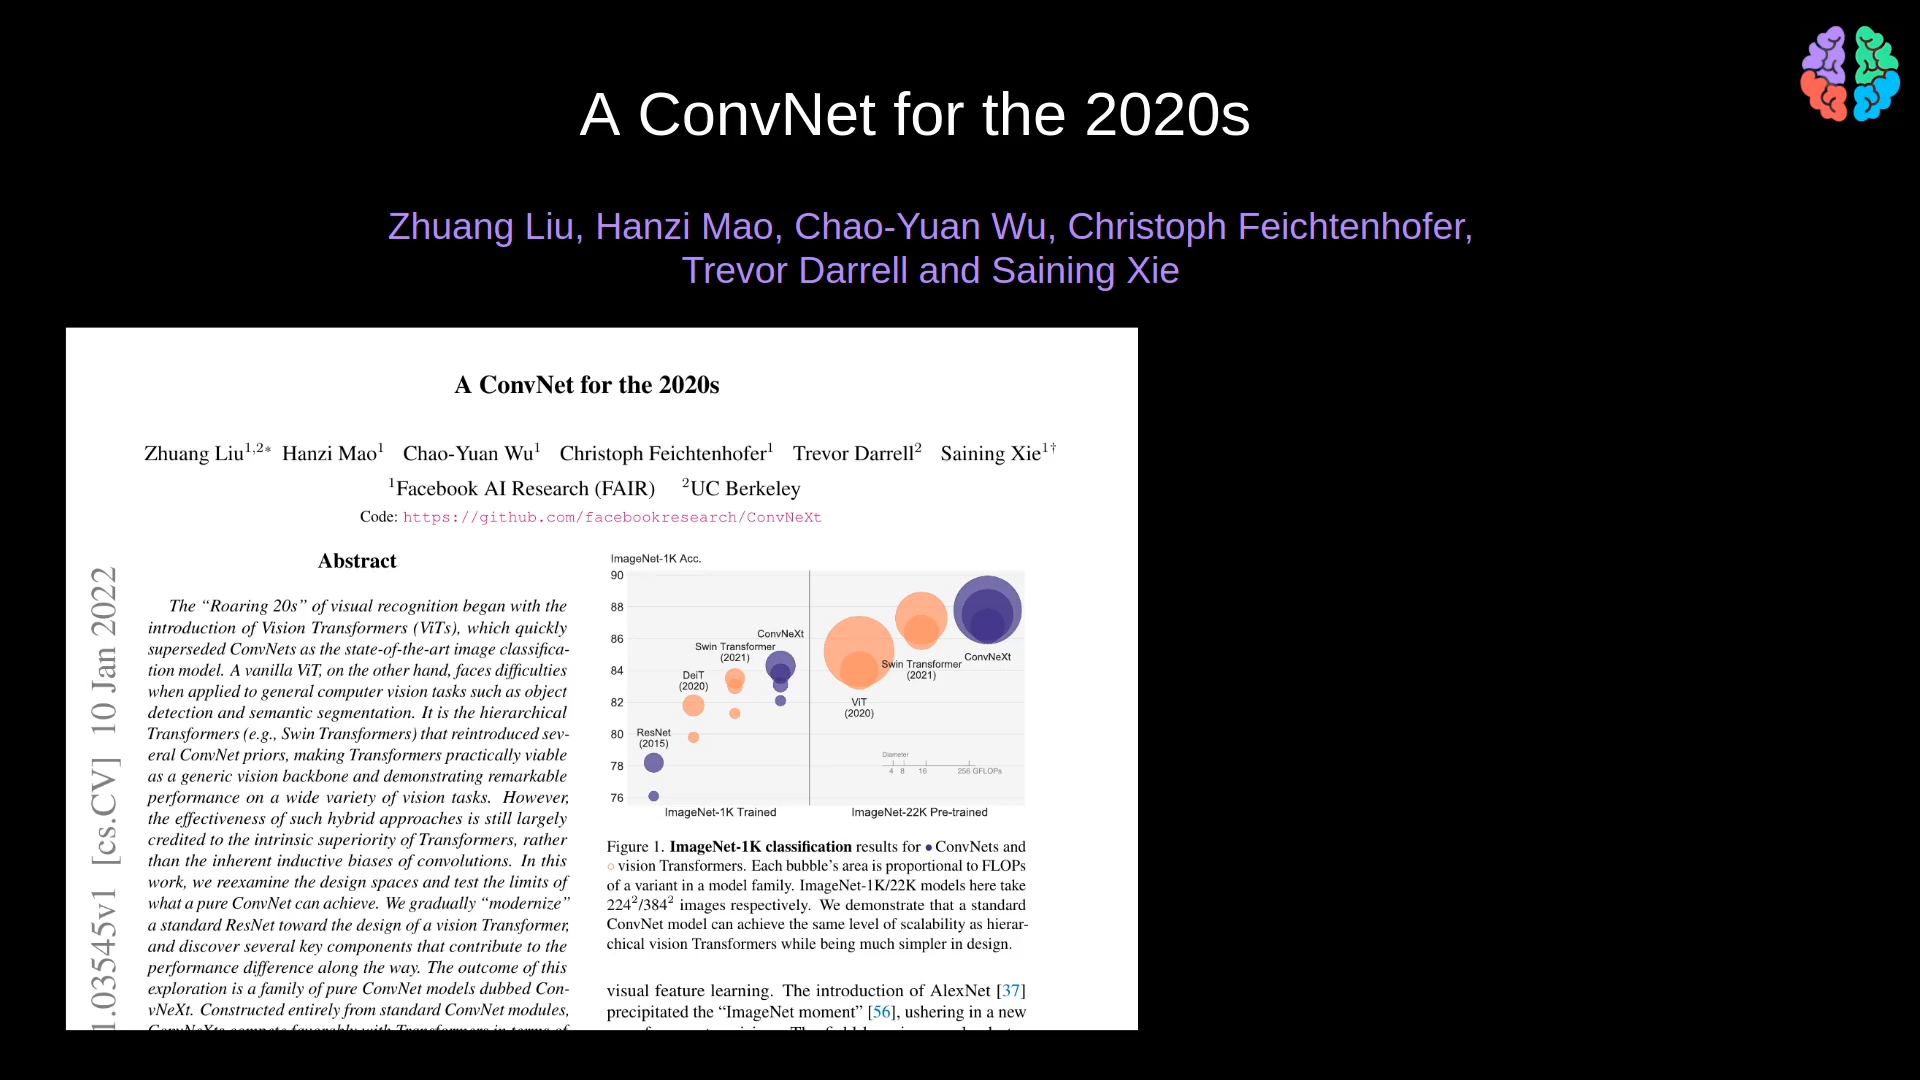 A ConvNet for the 2020s
Zhuang Liu, Hanzi Mao, Chao-Yuan Wu, Christoph Feichtenhofer,
Trevor Darrell and Saining Xie
A ConvNet for the 2020s
Zhuang Liu1,2* Hanzi Mao1 Chao-Yuan Wu1 Christoph Feichtenhofer1 Trevor Darrell2 Saining Xie1†
1Facebook AI Research (FAIR) 2UC Berkeley
Code: https://github.com/facebookresearch/ConvNeXt
1.03545v1 [cs.CV] 10 Jan 2022
Abstract
The “Roaring 20s” of visual recognition began with the
introduction of Vision Transformers (ViTs), which quickly
superseded ConvNets as the state-of-the-art image classifica-
tion model. A vanilla ViT, on the other hand, faces difficulties
when applied to general computer vision tasks such as object
detection and semantic segmentation. It is the hierarchical
Transformers (e.g., Swin Transformers) that reintroduced sev-
eral ConvNet priors, making Transformers practically viable
as a generic vision backbone and demonstrating remarkable
performance on a wide variety of vision tasks. However,
the effectiveness of such hybrid approaches is still largely
credited to the intrinsic superiority of Transformers, rather
than the inherent inductive biases of convolutions. In this
work, we reexamine the design spaces and test the limits of
what a pure ConvNet can achieve. We gradually “modernize”
a standard ResNet toward the design of a vision Transformer,
and discover several key components that contribute to the
performance difference along the way. The outcome of this
exploration is a family of pure ConvNet models dubbed Con-
vNeXt. Constructed entirely from standard ConvNet modules,
ConvNeXts compete favorably with Transformers in terms of
ImageNet-1K Acc.
90
88
86
84
82
80
78
76
ResNet
(2015)
DeiT
(2020)
Swin Transformer
(2021)
ConvNeXt
ViT
(2020)
Swin Transformer
(2021)
ConvNeXt
Diameter
4 8 16 256 GFLOPs
ImageNet-1K Trained
ImageNet-22K Pre-trained
Figure 1. ImageNet-1K classification results for • ConvNets and
○ vision Transformers. Each bubble’s area is proportional to FLOPs
of a variant in a model family. ImageNet-1K/22K models here take
224²/384² images respectively. We demonstrate that a standard
ConvNet model can achieve the same level of scalability as hierar-
chical vision Transformers while being much simpler in design.
visual feature learning. The introduction of AlexNet [37]
precipitated the “ImageNet moment” [56], ushering in a new